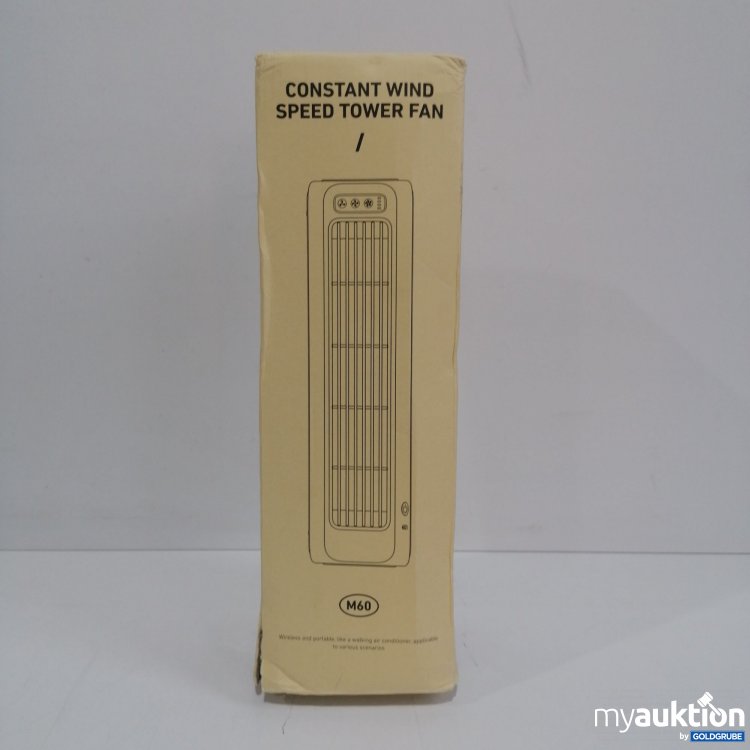 CONSTANT WIND
SPEED TOWER FAN
/
M60
Wireless and portable, like a walking air conditioner, applicable
to various scenarios
myauktion
by GOLDGRUBE